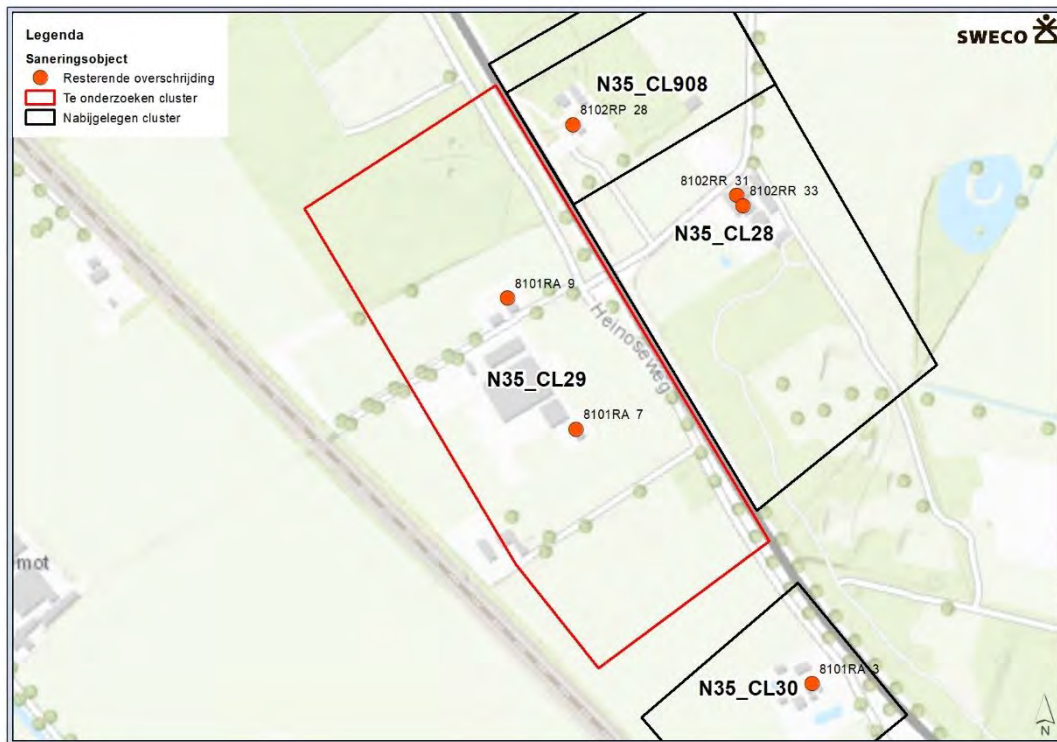 Legenda
Saneringsobject
Resterende overschrijding
Te onderzoeken cluster
Nabijgelegen cluster
SWECO
N35_CL908
8102RP 28
8102RR 31
8102RR 33
N35_CL28
8101RA 9
Heinoseweg
N35_CL29
8101RA 7
emot
8101RA 3
N35_CL30
N